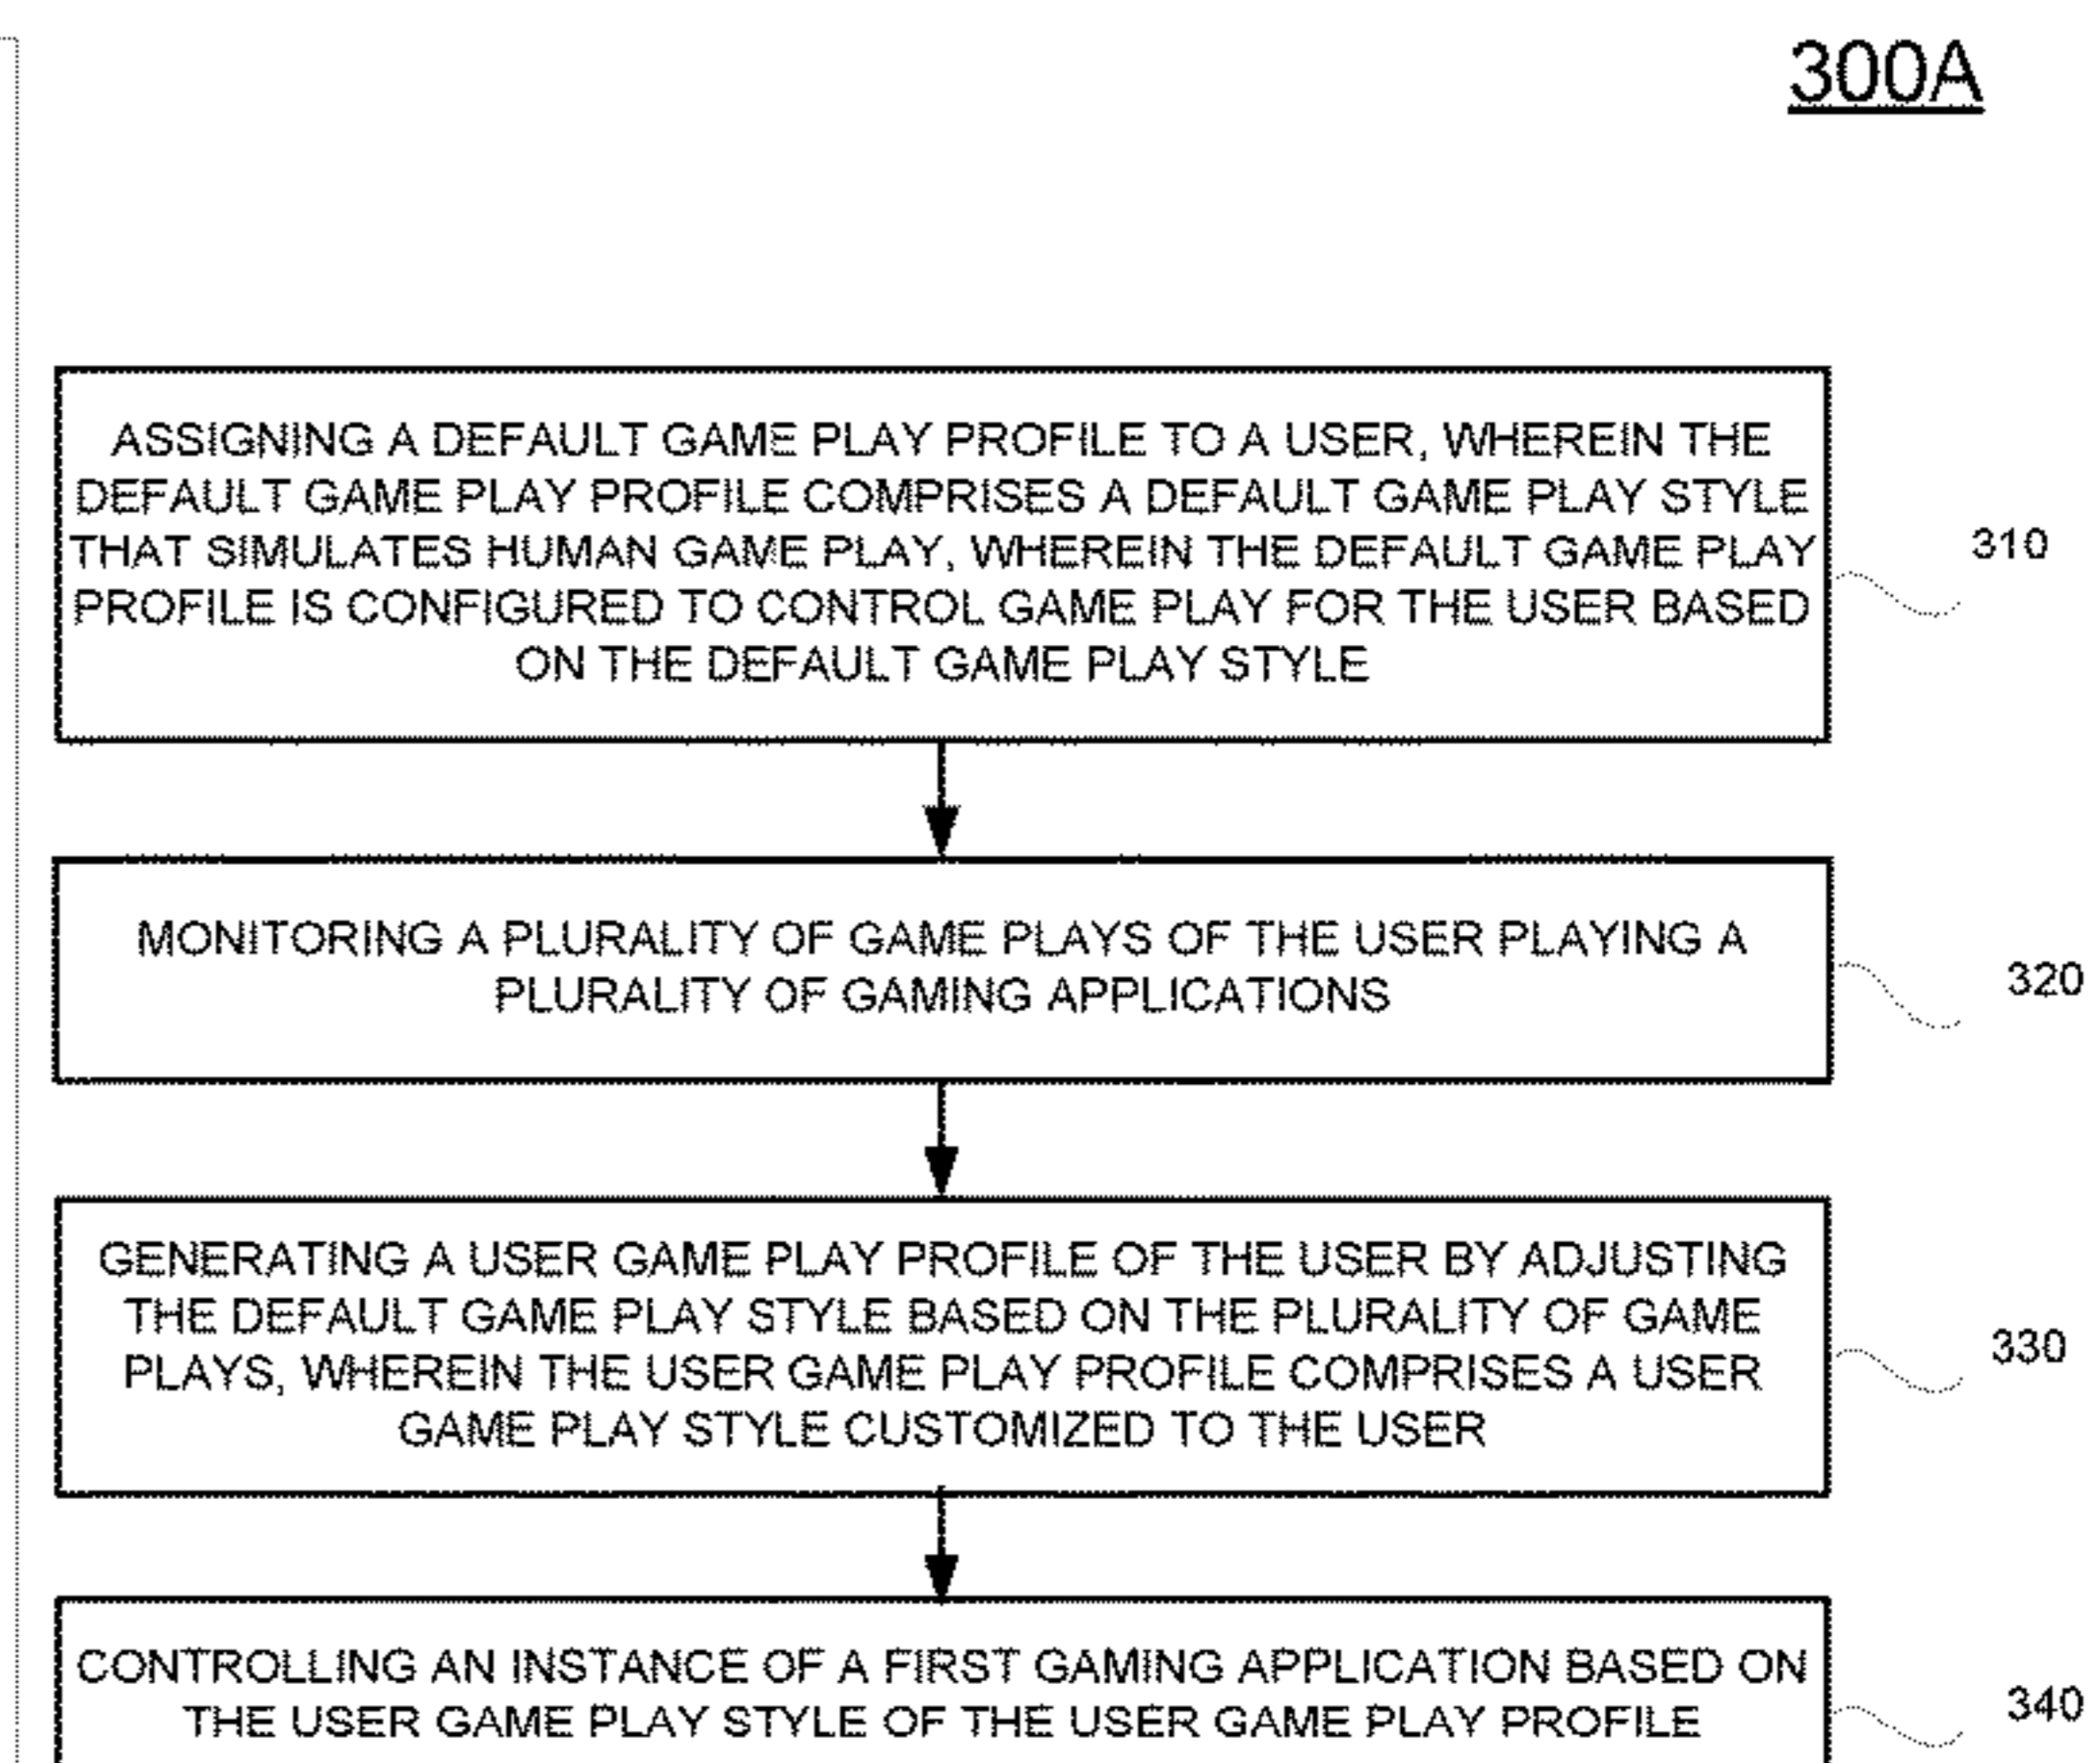 300A
ASSIGNING A DEFAULT GAME PLAY PROFILE TO A USER, WHEREIN THE
DEFAULT GAME PLAY PROFILE COMPRISES A DEFAULT GAME PLAY STYLE
THAT SIMULATES HUMAN GAME PLAY, WHEREIN THE DEFAULT GAME PLAY
PROFILE IS CONFIGURED TO CONTROL GAME PLAY FOR THE USER BASED
ON THE DEFAULT GAME PLAY STYLE
310
MONITORING A PLURALITY OF GAME PLAYS OF THE USER PLAYING A
PLURALITY OF GAMING APPLICATIONS
320
GENERATING A USER GAME PLAY PROFILE OF THE USER BY ADJUSTING
THE DEFAULT GAME PLAY STYLE BASED ON THE PLURALITY OF GAME
PLAYS, WHEREIN THE USER GAME PLAY PROFILE COMPRISES A USER
GAME PLAY STYLE CUSTOMIZED TO THE USER
330
CONTROLLING AN INSTANCE OF A FIRST GAMING APPLICATION BASED ON
THE USER GAME PLAY STYLE OF THE USER GAME PLAY PROFILE
340